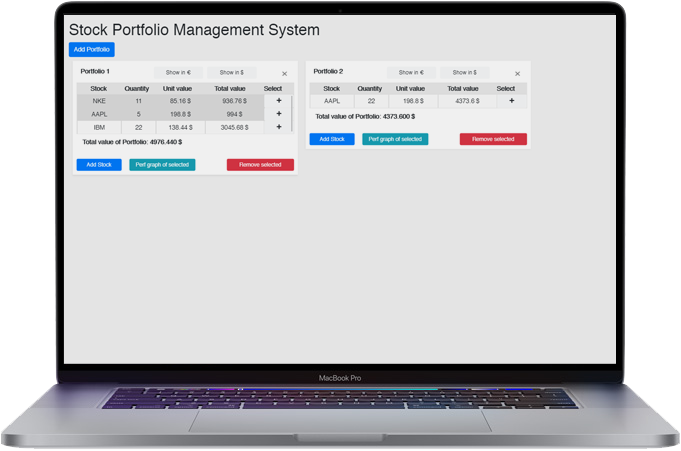 Stock Portfolio Management System
Add Portfolio
Portfolio 1 Show in € Show in $ ×
Stock Quantity Unit value Total value Select
NKE 11 85.16 $ 936.76 $ +
AAPL 5 198.8 $ 994 $ +
IBM 22 138.44 $ 3045.68 $ +
Total value of Portfolio: 4976.440 $
Add Stock Perf graph of selected Remove selected
Portfolio 2 Show in € Show in $ ×
Stock Quantity Unit value Total value Select
AAPL 22 198.8 $ 4373.6 $ +
Total value of Portfolio: 4373.600 $
Add Stock Perf graph of selected Remove selected
MacBook Pro